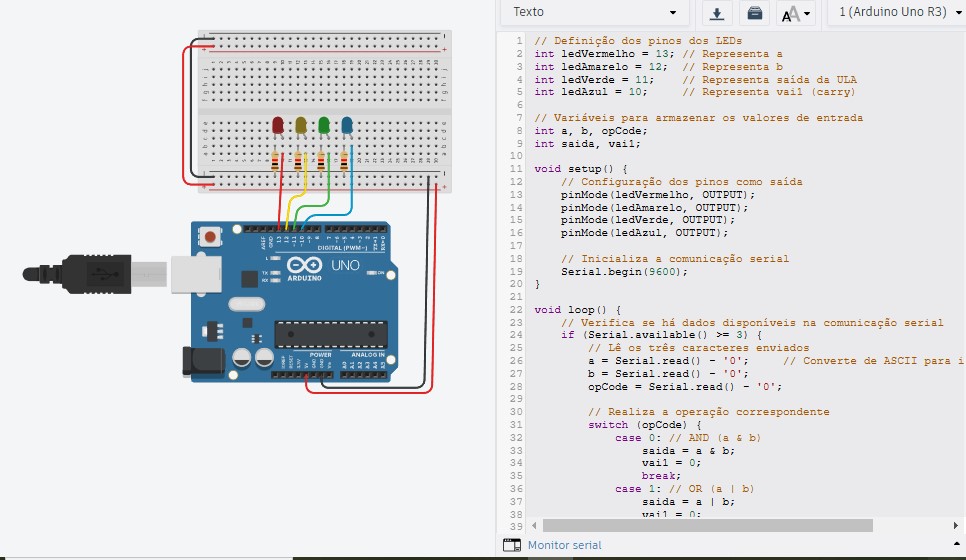 Texto
1 (Arduino Uno R3)
1 // Definição dos pinos dos LEDs
2 int ledVermelho = 13; // Representa a
3 int ledAmarelo = 12; // Representa b
4 int ledVerde = 11; // Representa saída da ULA
5 int ledAzul = 10; // Representa vai1 (carry)
6
7 // Variáveis para armazenar os valores de entrada
8 int a, b, opCode;
9 int saida, vai1;
10
11 void setup() {
12 // Configuração dos pinos como saída
13 pinMode(ledVermelho, OUTPUT);
14 pinMode(ledAmarelo, OUTPUT);
15 pinMode(ledVerde, OUTPUT);
16 pinMode(ledAzul, OUTPUT);
17
18 // Inicializa a comunicação serial
19 Serial.begin(9600);
20 }
21
22 void loop() {
23 // Verifica se há dados disponíveis na comunicação serial
24 if (Serial.available() >= 3) {
25 // Lê os três caracteres enviados
26 a = Serial.read() - '0'; // Converte de ASCII para i
27 b = Serial.read() - '0';
28 opCode = Serial.read() - '0';
29
30 // Realiza a operação correspondente
31 switch (opCode) {
32 case 0: // AND (a & b)
33 saida = a & b;
34 vai1 = 0;
35 break;
36 case 1: // OR (a | b)
37 saida = a | b;
38 vai1 = 0;
39
Monitor serial
DIGITAL (PWM~)
UNO
ARDUINO
L
TX
RX
ON
POWER
ANALOG IN